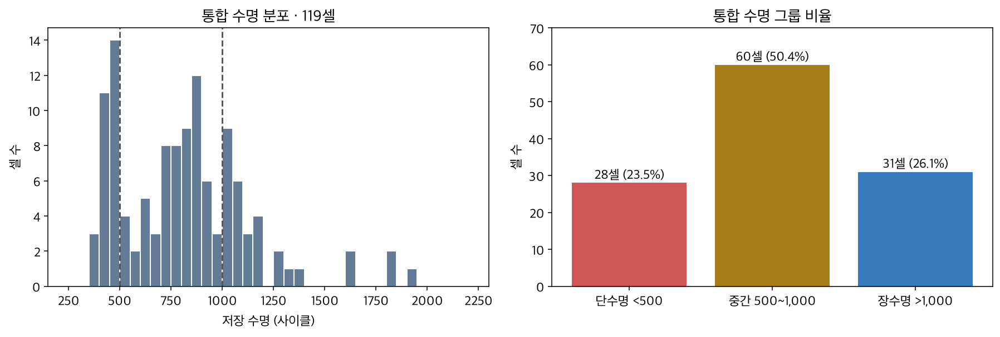 통합 수명 분포 · 119셀
셀 수
14
12
10
8
6
4
2
0
250 500 750 1000 1250 1500 1750 2000 2250
저장 수명 (사이클)
통합 수명 그룹 비율
셀 수
70
60
50
40
30
20
10
0
28셀 (23.5%)
60셀 (50.4%)
31셀 (26.1%)
단수명 <500 중간 500~1,000 장수명 >1,000